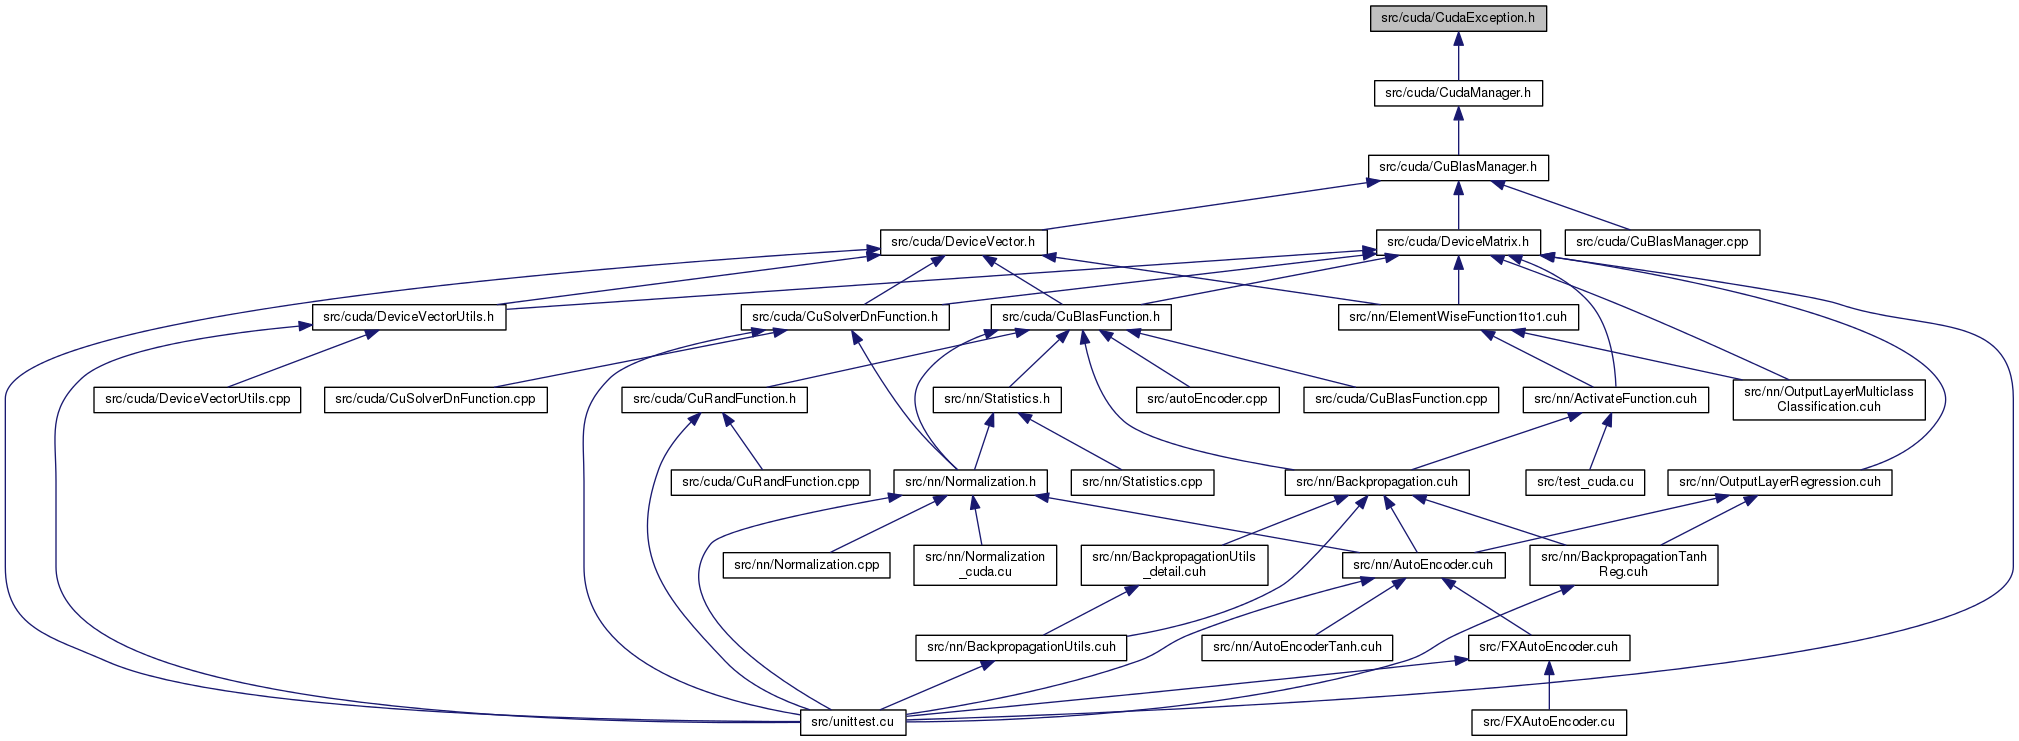 src/cuda/CudaException.h
src/cuda/CudaManager.h
src/cuda/CuBlasManager.h
src/cuda/DeviceVector.h
src/cuda/DeviceMatrix.h
src/cuda/CuBlasManager.cpp
src/cuda/DeviceVectorUtils.h
src/cuda/CuSolverDnFunction.h
src/cuda/CuBlasFunction.h
src/nn/ElementWiseFunction1to1.cuh
src/cuda/DeviceVectorUtils.cpp
src/cuda/CuSolverDnFunction.cpp
src/cuda/CuRandFunction.h
src/nn/Statistics.h
src/autoEncoder.cpp
src/cuda/CuBlasFunction.cpp
src/nn/ActivateFunction.cuh
src/nn/OutputLayerMulticlass
Classification.cuh
src/cuda/CuRandFunction.cpp
src/nn/Normalization.h
src/nn/Statistics.cpp
src/nn/Backpropagation.cuh
src/test_cuda.cu
src/nn/OutputLayerRegression.cuh
src/nn/Normalization.cpp
src/nn/Normalization
_cuda.cu
src/nn/BackpropagationUtils
_detail.cuh
src/nn/AutoEncoder.cuh
src/nn/BackpropagationTanh
Reg.cuh
src/nn/BackpropagationUtils.cuh
src/nn/AutoEncoderTanh.cuh
src/FXAutoEncoder.cuh
src/unittest.cu
src/FXAutoEncoder.cu